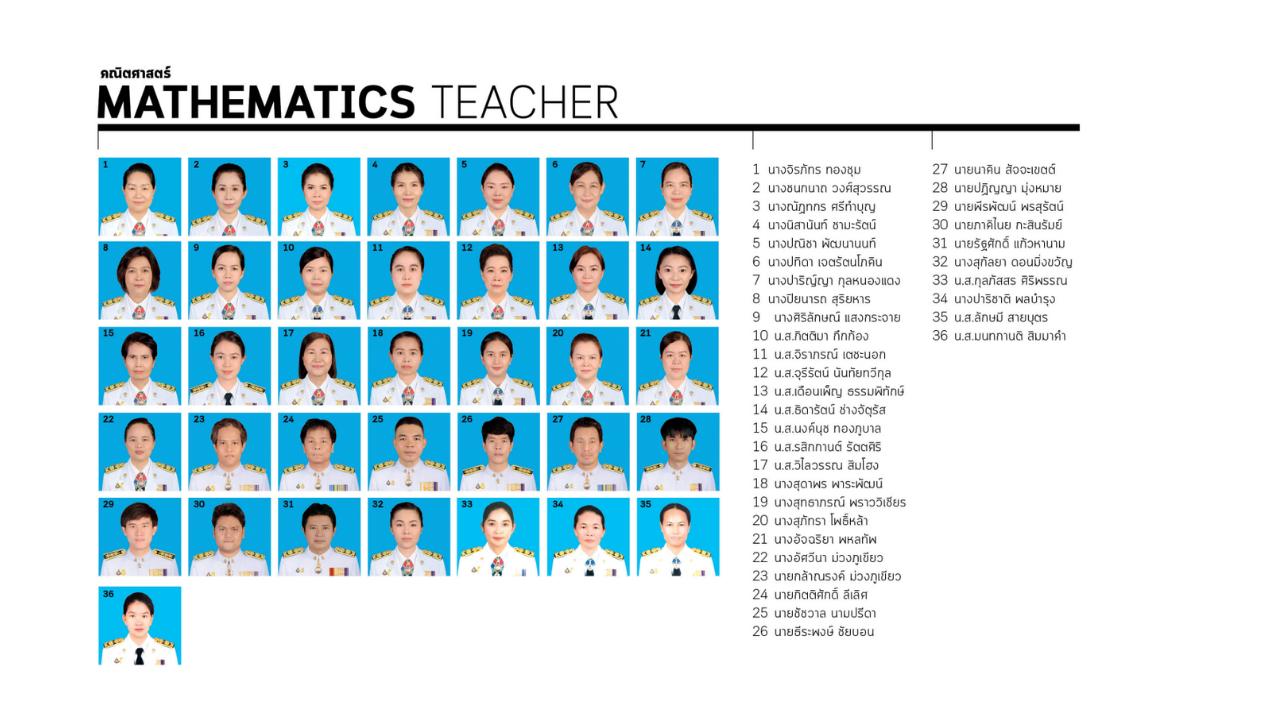 คณิตศาสตร์
MATHEMATICS TEACHER
1 2 3 4 5 6 7
8 9 10 11 12 13 14
15 16 17 18 19 20 21
22 23 24 25 26 27 28
29 30 31 32 33 34 35
36
1 นางจิรภัทร ทองชุม
2 นางชนกนาถ วงศ์สุวรรณ
3 นางณัฎฐกร ศรีทำบุญ
4 นางนิสานันท์ ชามะรัตน์
5 นางปณิชา พัฒนานนท์
6 นางปทิดา เจตรัตนโภคิน
7 นางปาริญ์ญา กุลหนองแดง
8 นางปิยนารถ สุริยหาร
9 นางศิริลักษณ์ แสงกระจาย
10 น.ส.กิตติมา ทึกก้อง
11 น.ส.จิราภรณ์ เตชะนอก
12 น.ส.จุรีรัตน์ นันทัยทวีกุล
13 น.ส.เดือนเพ็ญ ธรรมพิทักษ์
14 น.ส.ธิดารัตน์ ช่างจัตุรัส
15 น.ส.นงค์นุช ทองภูบาล
16 น.ส.รสิกกานต์ รัตตศิริ
17 น.ส.วิไลวรรณ สิมโฮง
18 นางสุดาพร พาระพัฒน์
19 นางสุทธาภรณ์ พราววิเชียร
20 นางสุภัทรา โพธิ์หล้า
21 นางอัจฉริยา พหลทัพ
22 นางอัศวีนา ม่วงภูเขียว
23 นายกล้าณรงค์ ม่วงภูเขียว
24 นายกิตติศักดิ์ ลีเลิศ
25 นายชัชวาล นามปรีดา
26 นายธีระพงษ์ ชัยบอน
27 นายนาคิน สัจจะเขตต์
28 นายปฏิญญา มุ่งหมาย
29 นายพีรพัฒน์ พรสุรัตน์
30 นายภาคิไนย กะสินรัมย์
31 นายรัฐศักดิ์ แก้วหานาม
32 นางสุกัลยา ดอนมิ่งขวัญ
33 น.ส.กุลภัสสร ศิริพรรณ
34 นางปาริชาติ พลบำรุง
35 น.ส.ลักษมี สายบุตร
36 น.ส.มนทกานติ สิมมาคำ